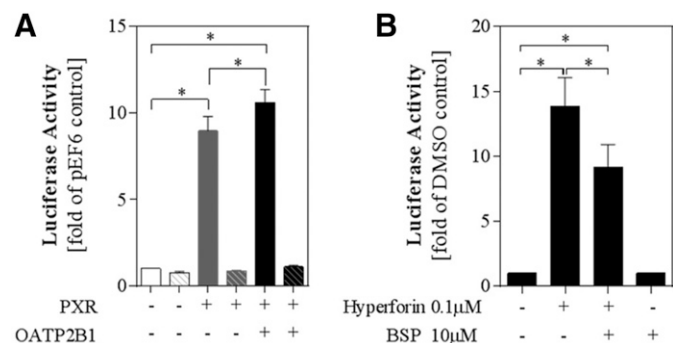 A
B
Luciferase Activity
[fold of pEF6 control]
15
10
5
0
*
*
*
PXR - - + + + +
OATP2B1 - - - - + +
Luciferase Activity
[fold of DMSO control]
20
15
10
5
0
*
*
*
Hyperforin 0.1μM - + + -
BSP 10μM - - + +